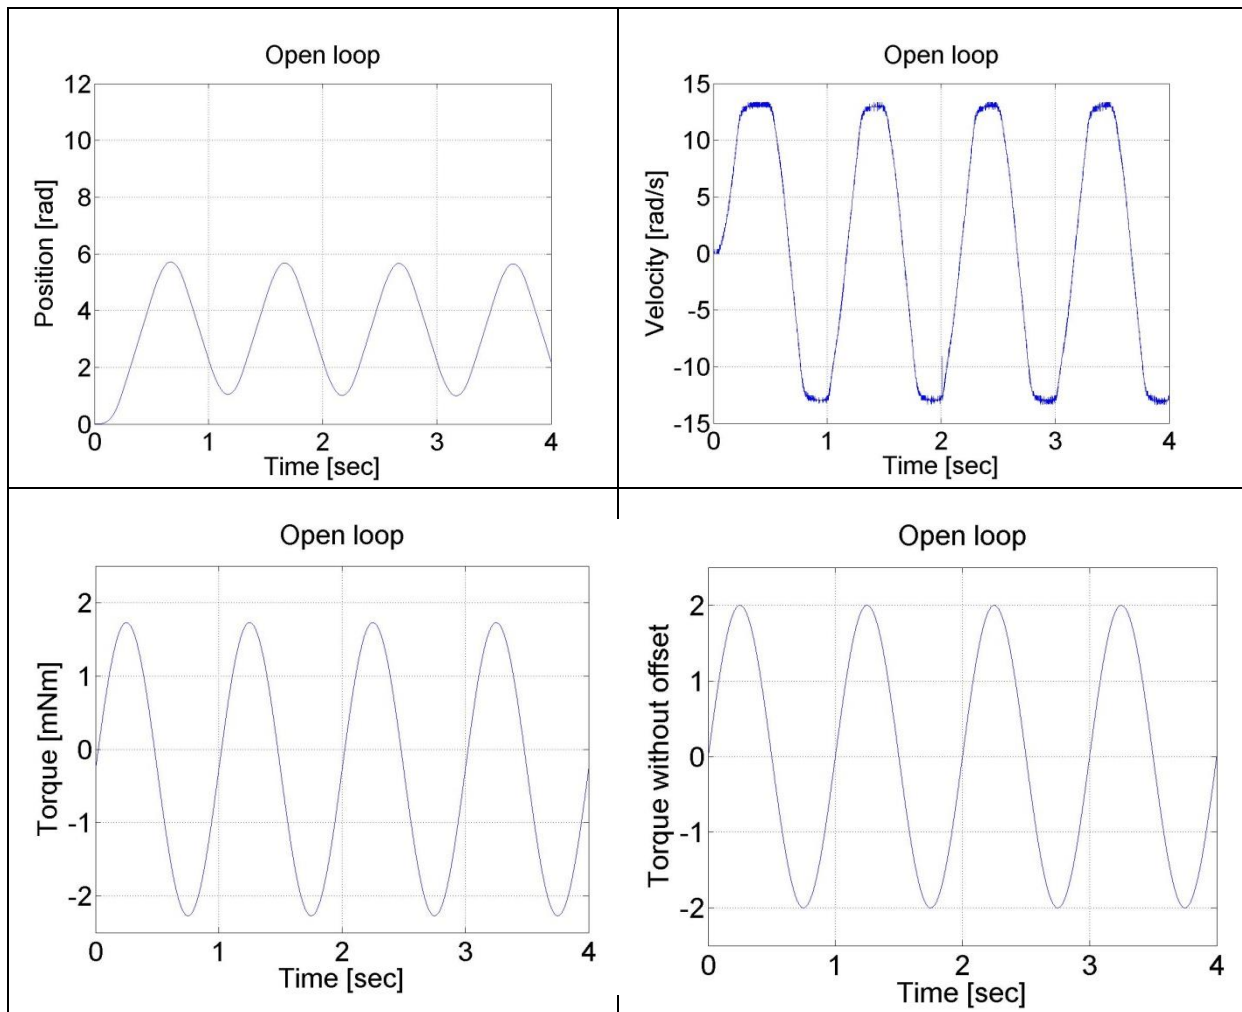 Open loop
Position [rad]
12
10
8
6
4
2
0
0 1 2 3 4
Time [sec]
Open loop
Velocity [rad/s]
15
10
5
0
-5
-10
-15
0 1 2 3 4
Time [sec]
Open loop
Torque [mNm]
2
1
0
-1
-2
0 1 2 3 4
Time [sec]
Open loop
Torque without offset
2
1
0
-1
-2
0 1 2 3 4
Time [sec]